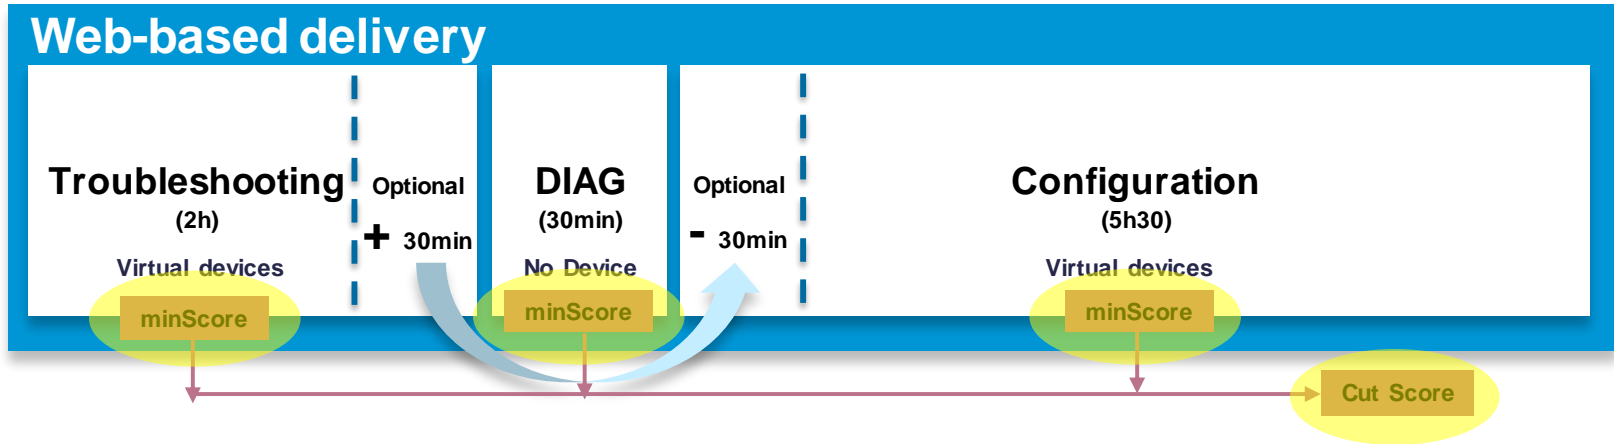 Web-based delivery
Troubleshooting
(2h)
Virtual devices
minScore
Optional
+ 30min
DIAG
(30min)
No Device
minScore
Optional
- 30min
Configuration
(5h30)
Virtual devices
minScore
Cut Score